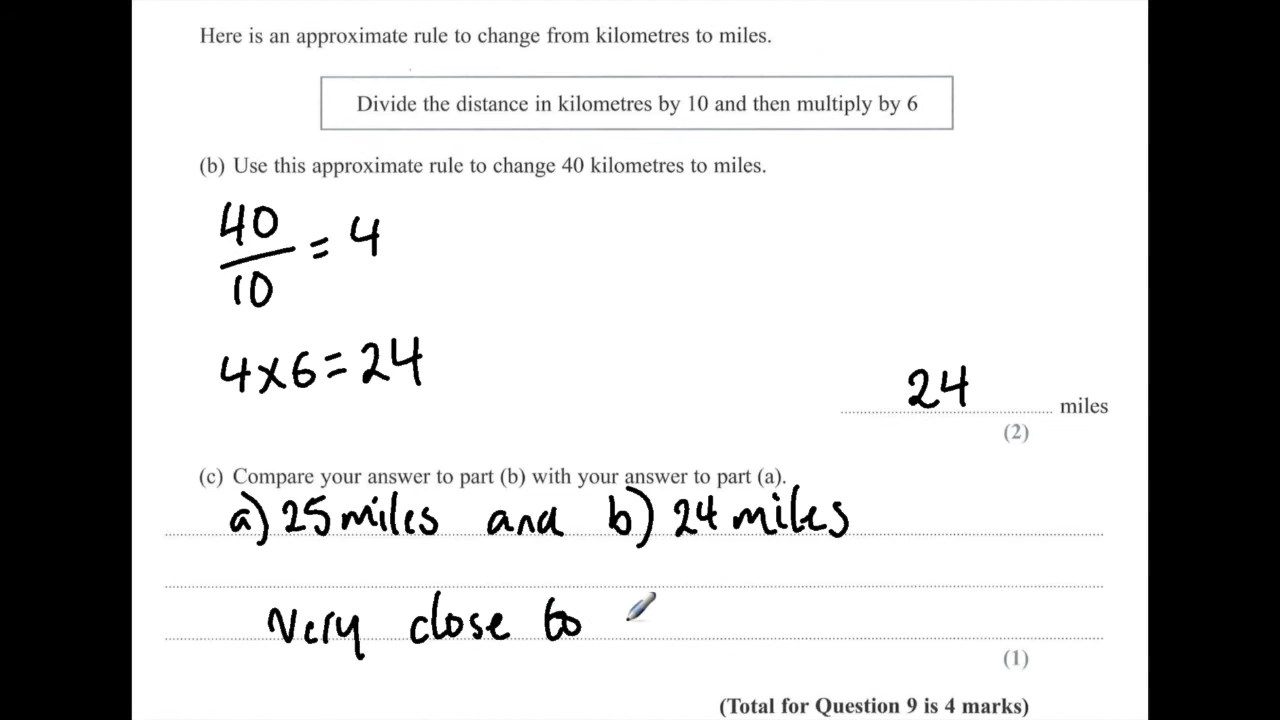 Here is an approximate rule to change from kilometres to miles.
Divide the distance in kilometres by 10 and then multiply by 6
(b) Use this approximate rule to change 40 kilometres to miles.
40
10
= 4
4 x 6 = 24
24
miles
(2)
(c) Compare your answer to part (b) with your answer to part (a).
a) 25 miles and b) 24 miles
Very close to
(1)
(Total for Question 9 is 4 marks)